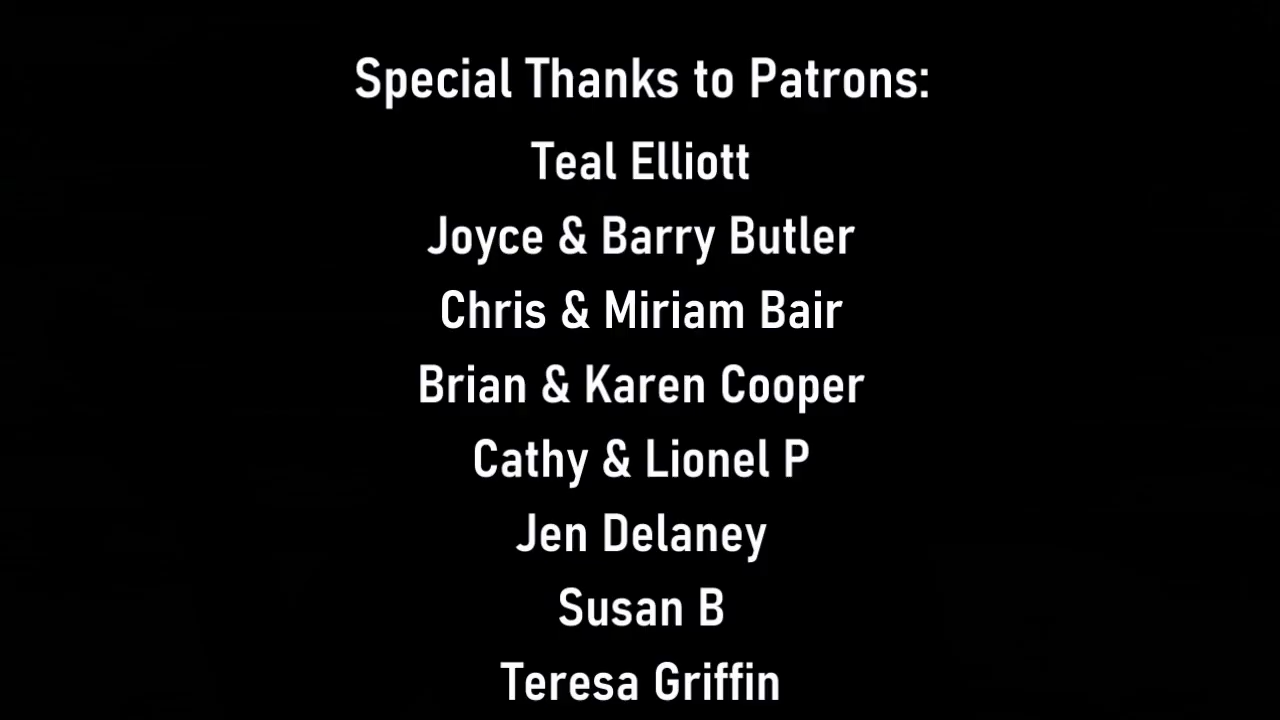 Special Thanks to Patrons:
Teal Elliott
Joyce & Barry Butler
Chris & Miriam Bair
Brian & Karen Cooper
Cathy & Lionel P
Jen Delaney
Susan B
Teresa Griffin